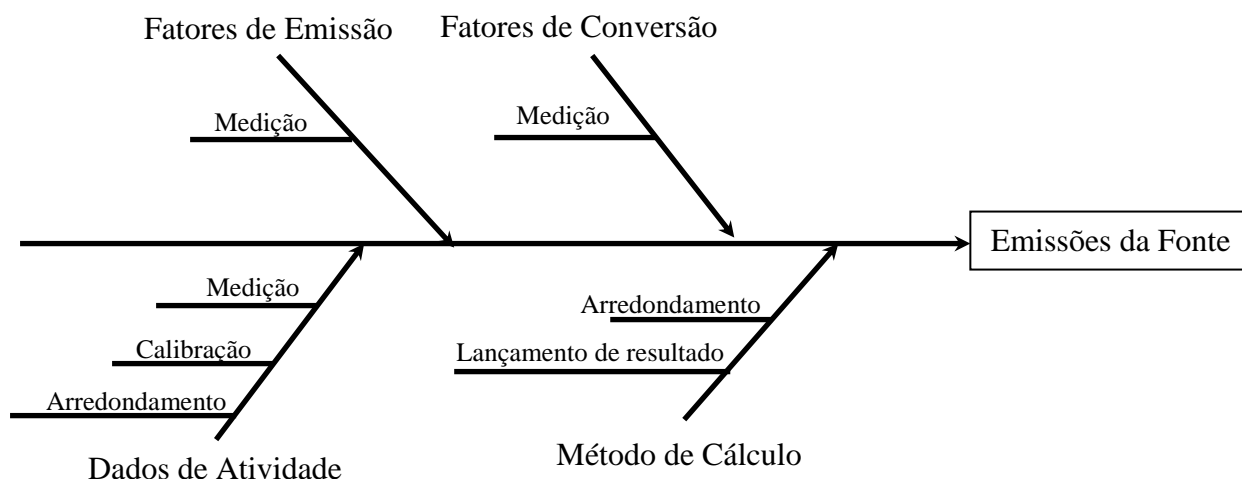 Fatores de Emissão
Fatores de Conversão
Medição
Medição
Emissões da Fonte
Medição
Arredondamento
Calibração
Lançamento de resultado
Arredondamento
Dados de Atividade
Método de Cálculo